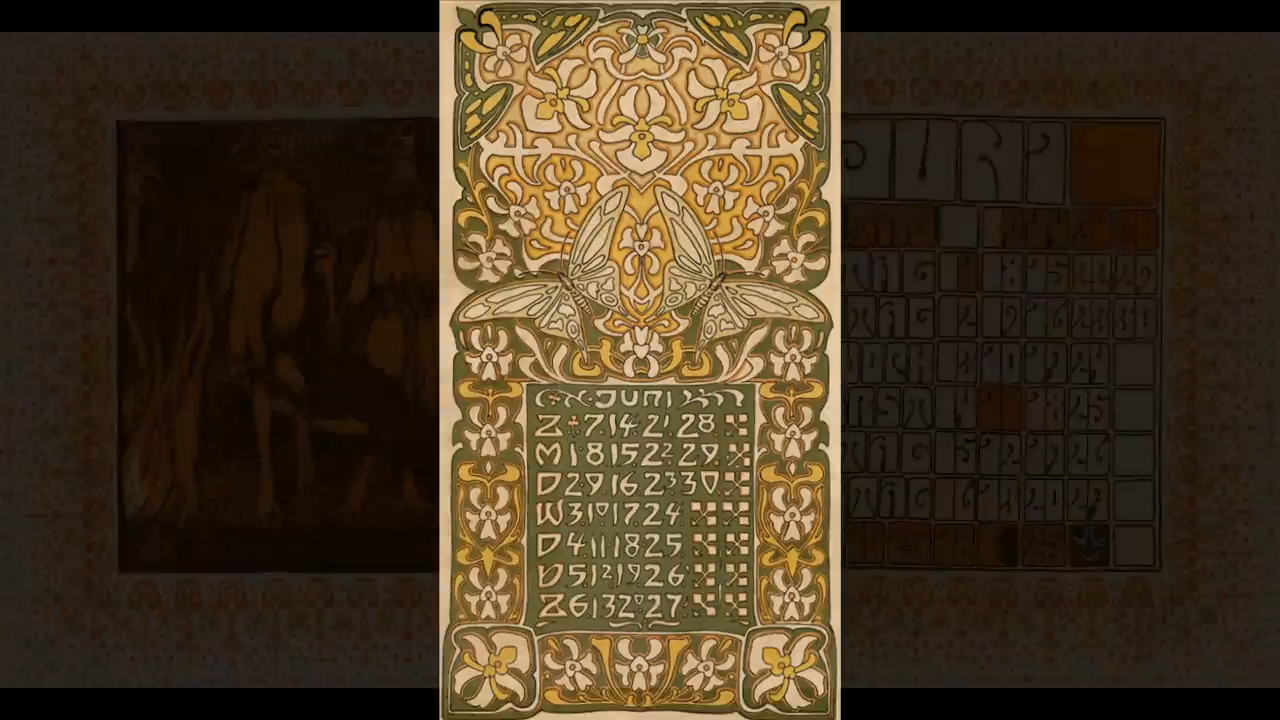 JUNI
Z + 7 14 21 28
M 1 8 15 22 29
D 2 9 16 23 30
W 3 10 17 24
D 4 11 18 25
V 5 12 19 26
Z 6 13 20 27